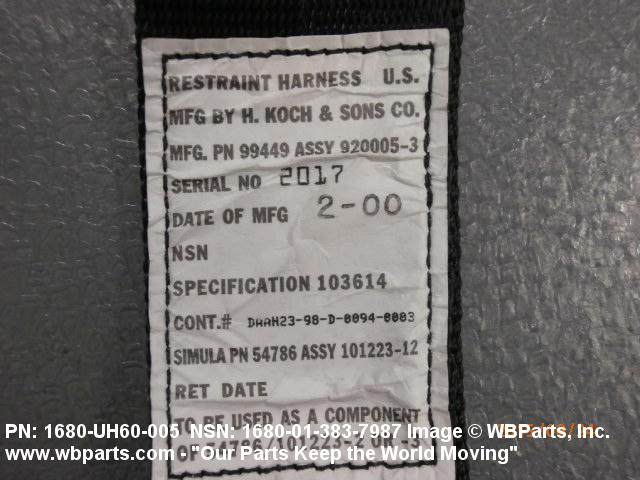 RESTRAINT HARNESS U.S.
MFG BY H. KOCH & SONS CO.
MFG. PN 99449 ASSY 920005-3
SERIAL NO 2017
DATE OF MFG 2-00
NSN
SPECIFICATION 103614
CONT.# DAAH23-98-D-0094-0003
SIMULA PN 54786 ASSY 101223-12
RET DATE
TO BE USED AS A COMPONENT
PN: 1680-UH60-005 NSN: 1680-01-383-7987 Image © WBParts, Inc.
www.wbparts.com - "Our Parts Keep the World Moving"